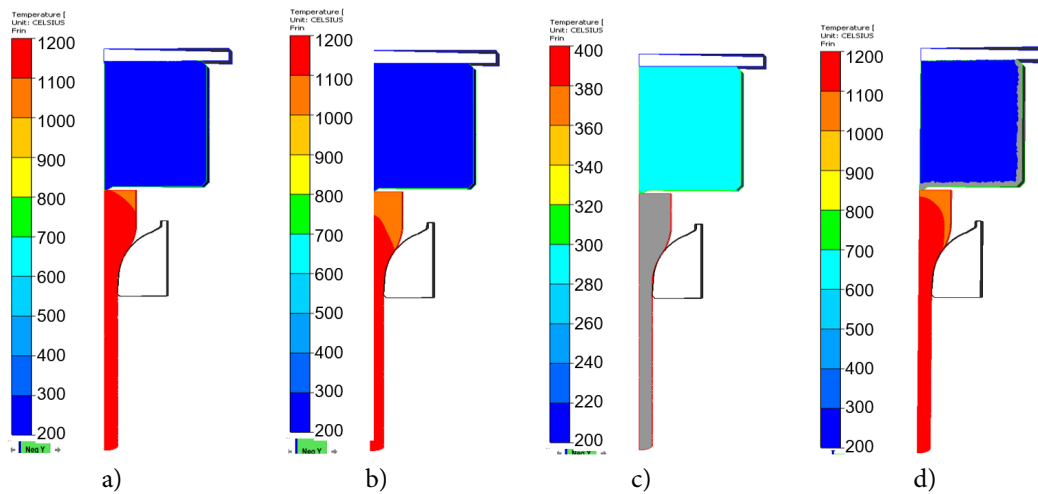 Temperature [
Unit: CELSIUS
Frin
1200
1100
1000
900
800
700
600
500
400
300
200
Neg Y
a)
Temperature [
Unit: CELSIUS
Frin
1200
1100
1000
900
800
700
600
500
400
300
200
Neg Y
b)
Temperature [
Unit: CELSIUS
Frin
400
380
360
340
320
300
280
260
240
220
200
Neg Y
c)
Temperature [
Unit: CELSIUS
Frin
1200
1100
1000
900
800
700
600
500
400
300
200
d)